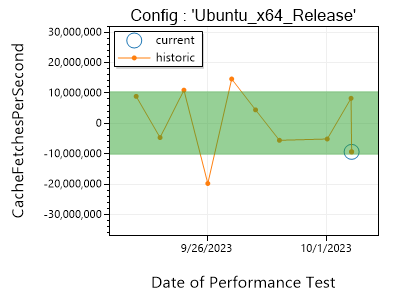 Config : 'Ubuntu_x64_Release'
current
historic
30,000,000
20,000,000
10,000,000
0
-10,000,000
-20,000,000
-30,000,000
CacheFetchesPerSecond
9/26/2023
10/1/2023
Date of Performance Test